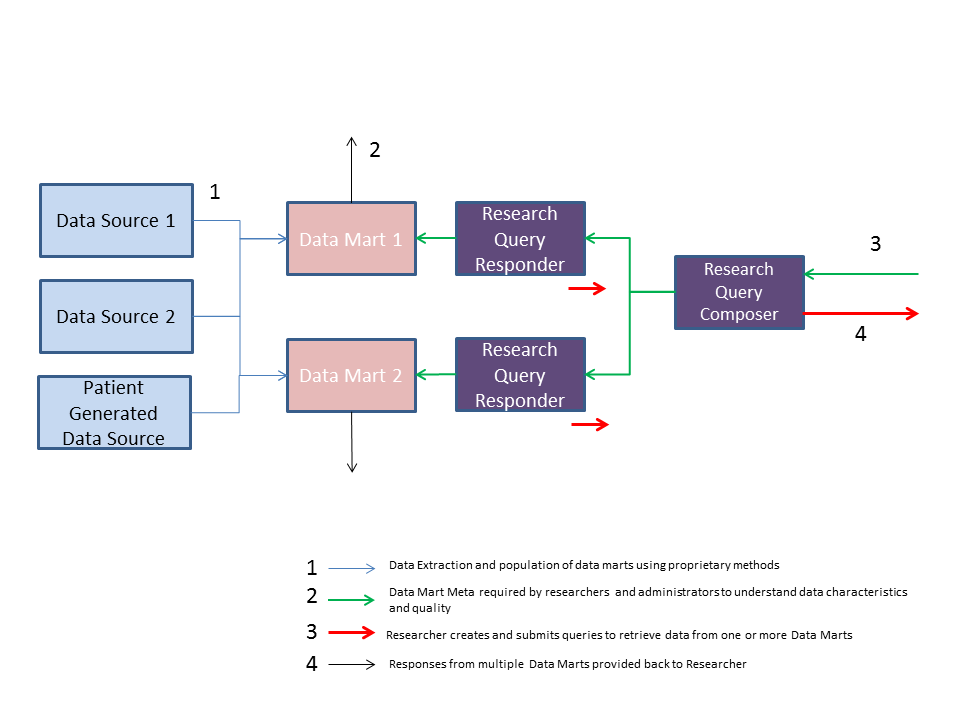 2
1
Data Source 1
Data Mart 1
Research
Query
Responder
3
Research
Query
Composer
Data Source 2
4
Data Mart 2
Research
Query
Responder
Patient
Generated
Data Source
1 Data Extraction and population of data marts using proprietary methods
2 Data Mart Meta required by researchers and administrators to understand data characteristics
and quality
3 Researcher creates and submits queries to retrieve data from one or more Data Marts
4 Responses from multiple Data Marts provided back to Researcher